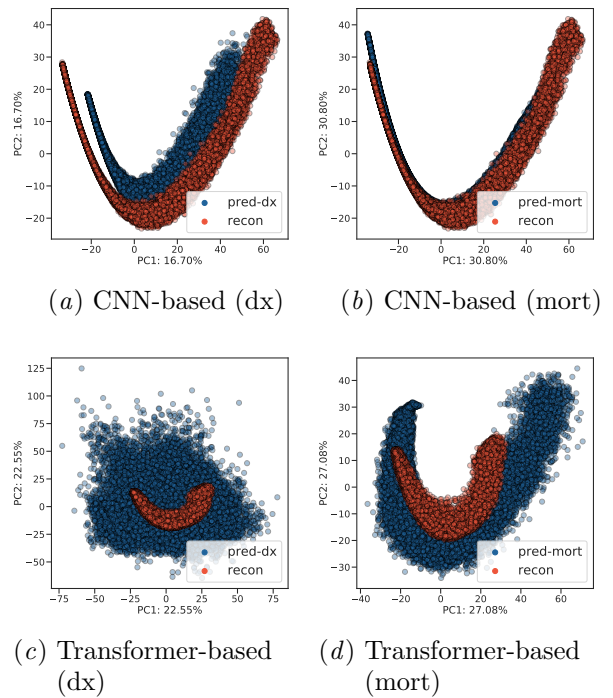 40
30
20
10
0
−10
−20
PC2: 16.70%
−20
0
20
40
60
PC1: 16.70%
pred-dx
recon
(a) CNN-based (dx)
40
30
20
10
0
−10
−20
PC2: 30.80%
−20
0
20
40
60
PC1: 30.80%
pred-mort
recon
(b) CNN-based (mort)
125
100
75
50
25
0
−25
−50
PC2: 22.55%
−75
−50
−25
0
25
50
75
PC1: 22.55%
pred-dx
recon
(c) Transformer-based
(dx)
40
30
20
10
0
−10
−20
−30
PC2: 27.08%
−40
−20
0
20
40
60
PC1: 27.08%
pred-mort
recon
(d) Transformer-based
(mort)